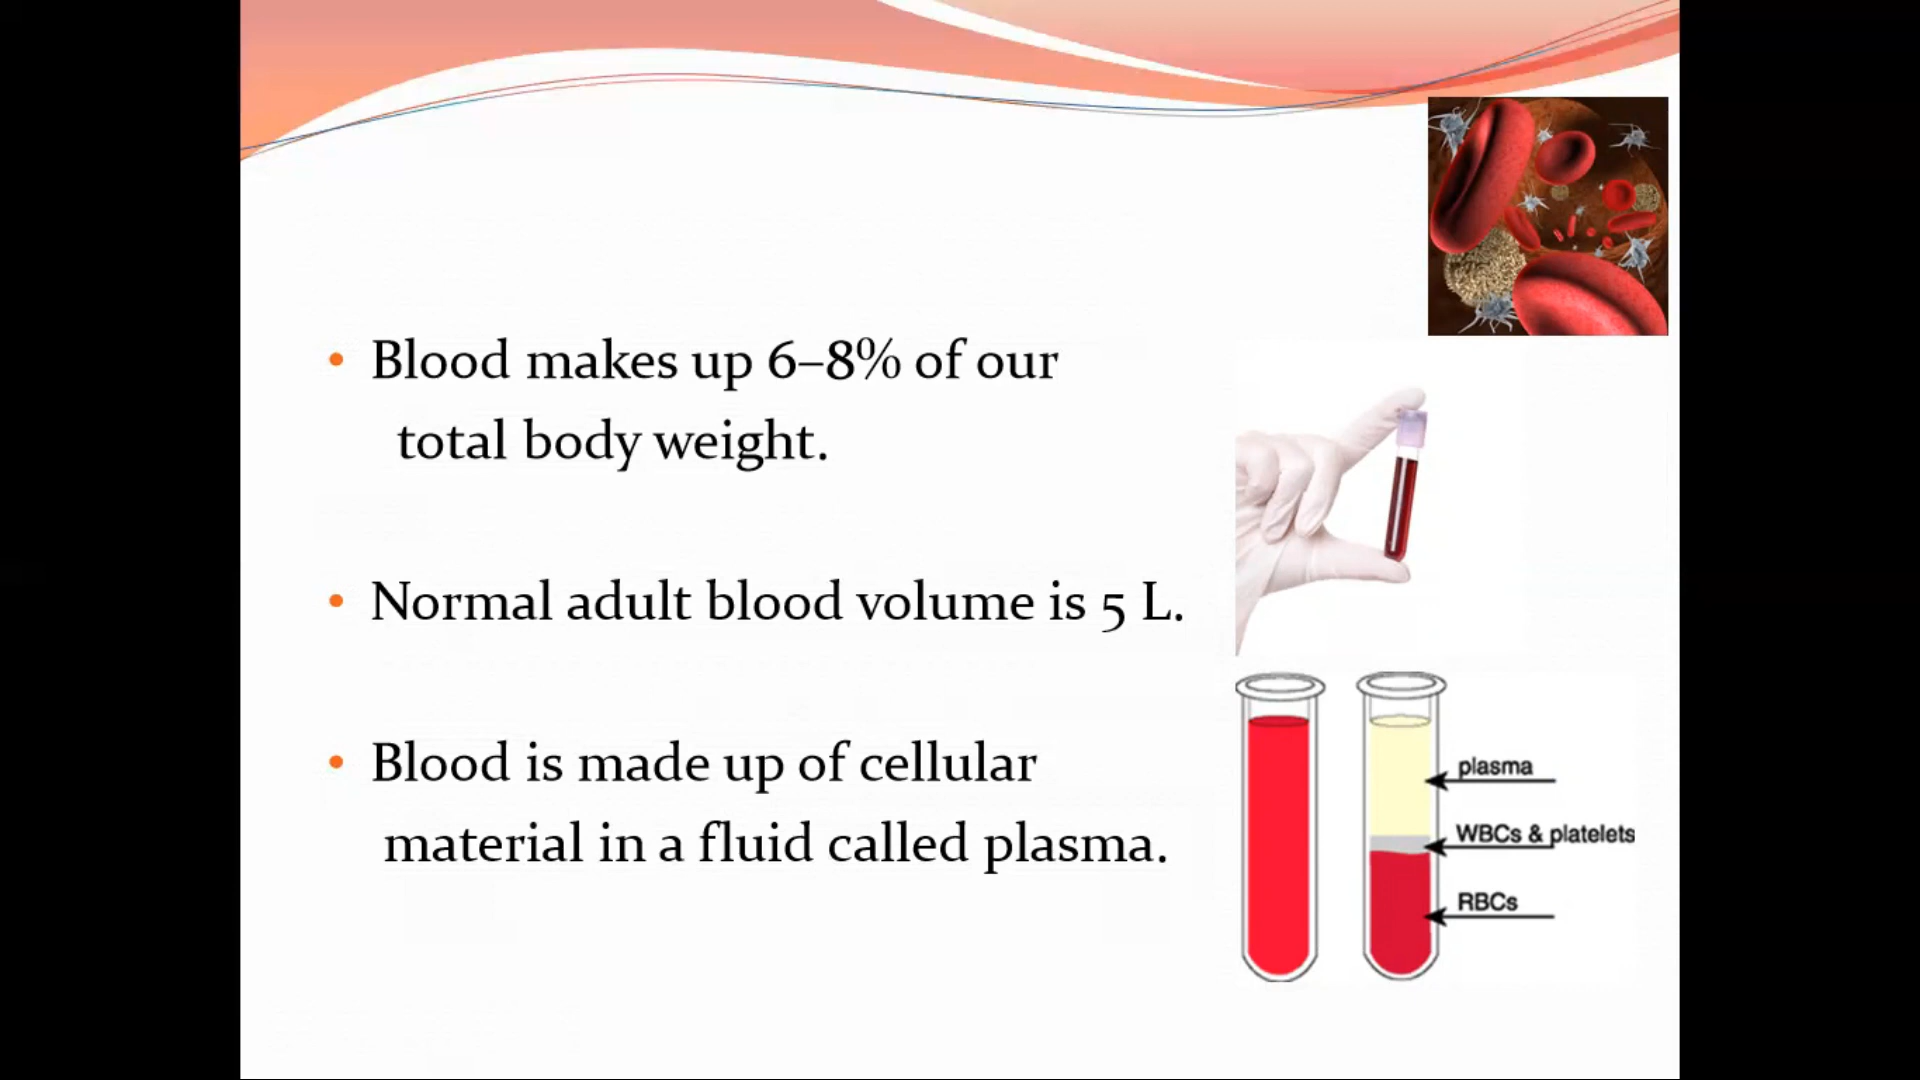 • Blood makes up 6–8% of our
total body weight.
• Normal adult blood volume is 5 L.
• Blood is made up of cellular
material in a fluid called plasma.
plasma
WBCs & platelets
RBCs